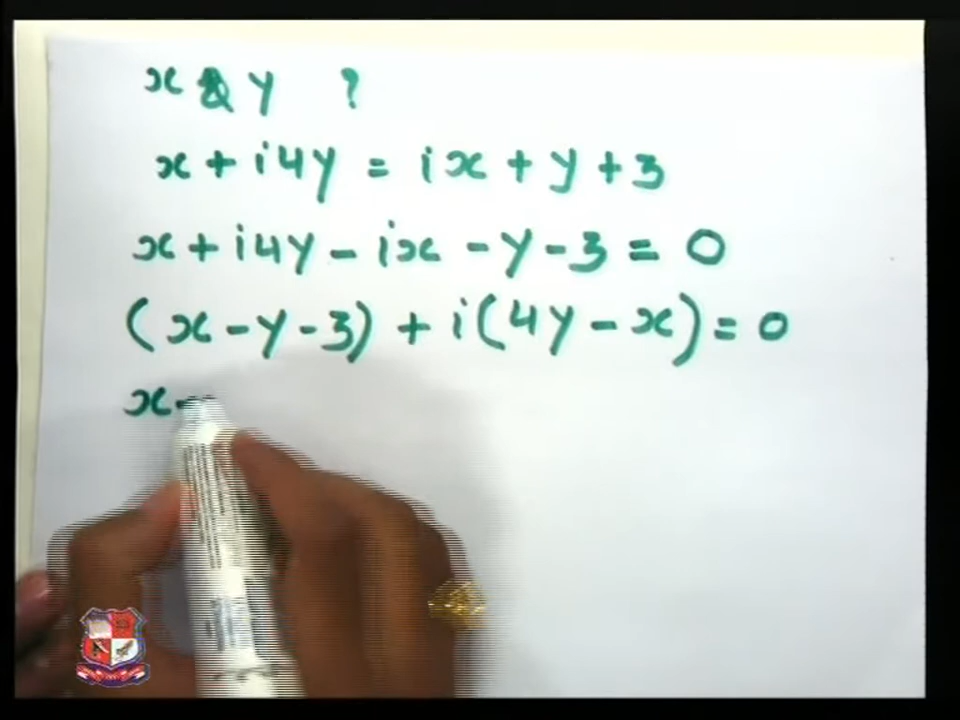 x & y ?
x + i4y = ix + y + 3
x + i4y - ix - y - 3 = 0
(x - y - 3) + i(4y - x) = 0
x -